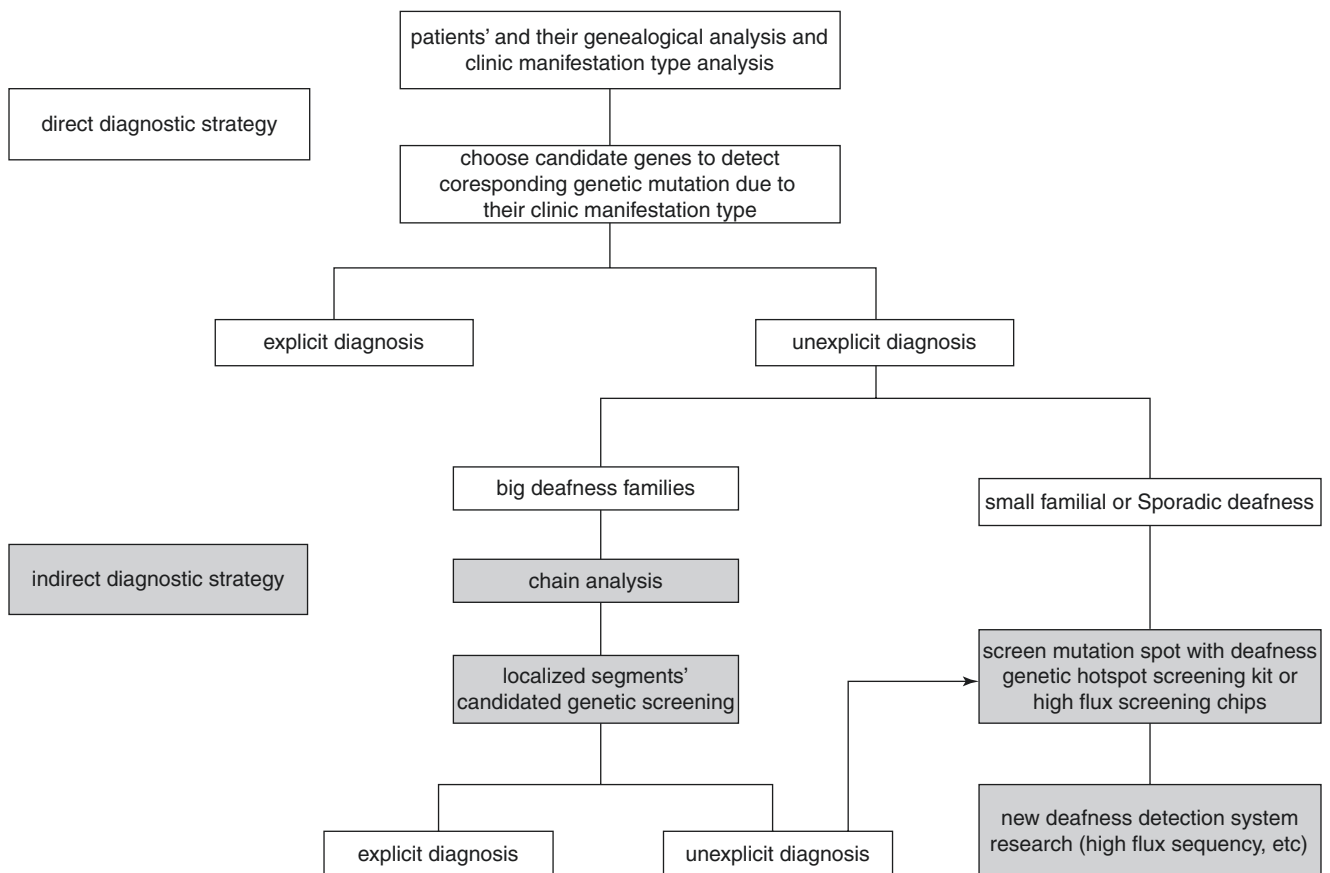 patients' and their genealogical analysis and
clinic manifestation type analysis
direct diagnostic strategy
choose candidate genes to detect
coresponding genetic mutation due to
their clinic manifestation type
explicit diagnosis
unexplicit diagnosis
big deafness families
small familial or Sporadic deafness
indirect diagnostic strategy
chain analysis
localized segments'
candidated genetic screening
screen mutation spot with deafness
genetic hotspot screening kit or
high flux screening chips
explicit diagnosis
unexplicit diagnosis
new deafness detection system
research (high flux sequency, etc)